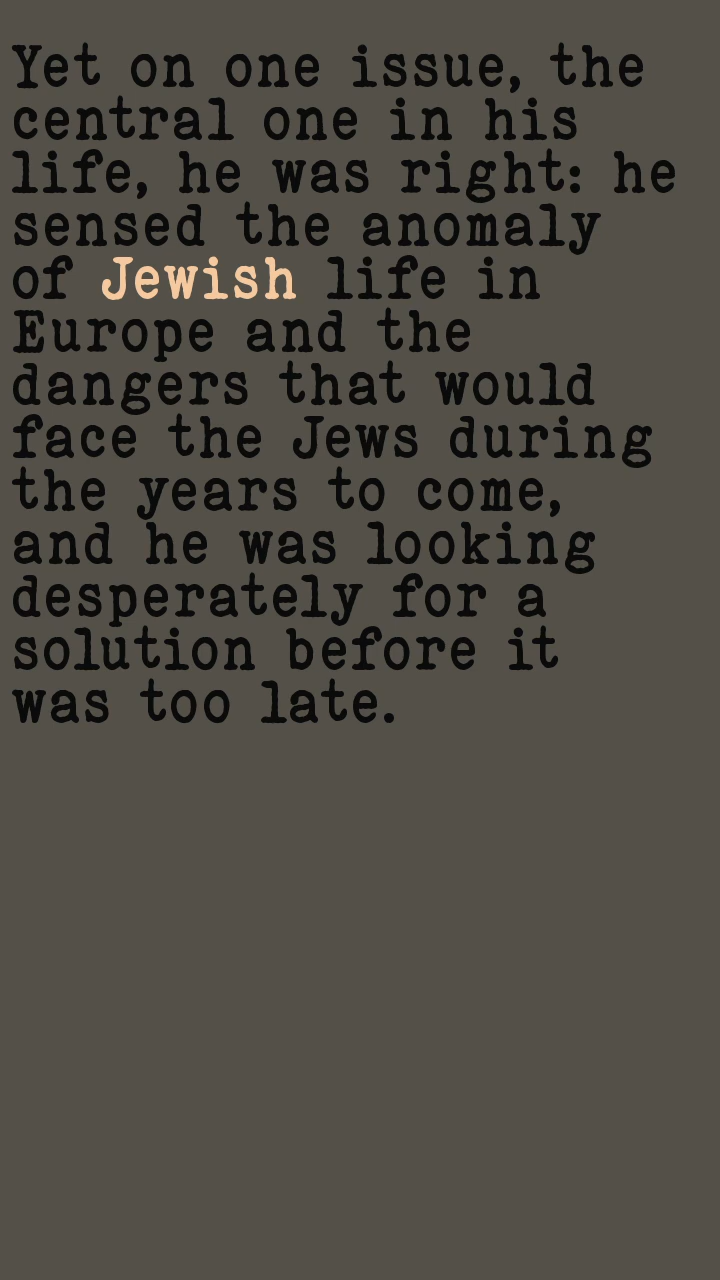 Yet on one issue, the
central one in his
life, he was right: he
sensed the anomaly
of Jewish life in
Europe and the
dangers that would
face the Jews during
the years to come,
and he was looking
desperately for a
solution before it
was too late.